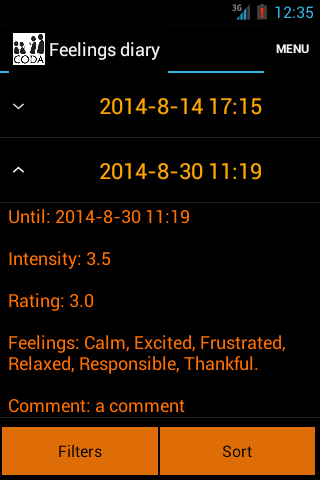 3G 12:35
CODA Feelings diary MENU
2014-8-14 17:15
2014-8-30 11:19
Until: 2014-8-30 11:19
Intensity: 3.5
Rating: 3.0
Feelings: Calm, Excited, Frustrated,
Relaxed, Responsible, Thankful.
Comment: a comment
Filters Sort